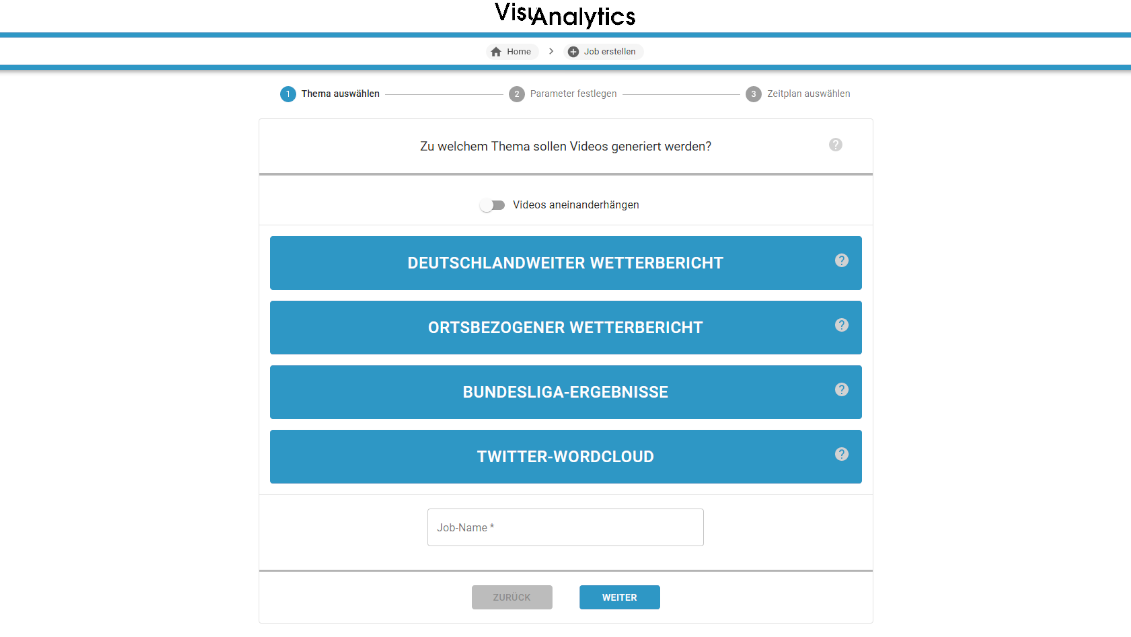 VisuAnalytics
Home > Job erstellen
1 Thema auswählen 2 Parameter festlegen 3 Zeitplan auswählen
Zu welchem Thema sollen Videos generiert werden? ?
Videos aneinanderhängen
DEUTSCHLANDWEITER WETTERBERICHT ?
ORTSBEZOGENER WETTERBERICHT ?
BUNDESLIGA-ERGEBNISSE ?
TWITTER-WORDCLOUD ?
Job-Name *
ZURÜCK WEITER